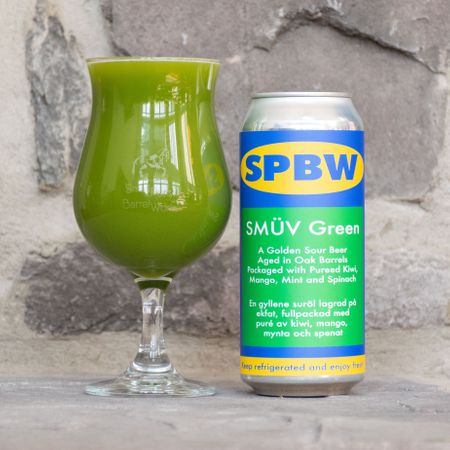 SPBW
SMÜV Green
A Golden Sour Beer
Aged in Oak Barrels
Packaged with Pureed Kiwi,
Mango, Mint and Spinach
En gyllene suröl lagrad på
ekfat, fullpackad med
puré av kiwi, mango,
mynta och spenat
Keep refrigerated and enjoy fresh
Barrel